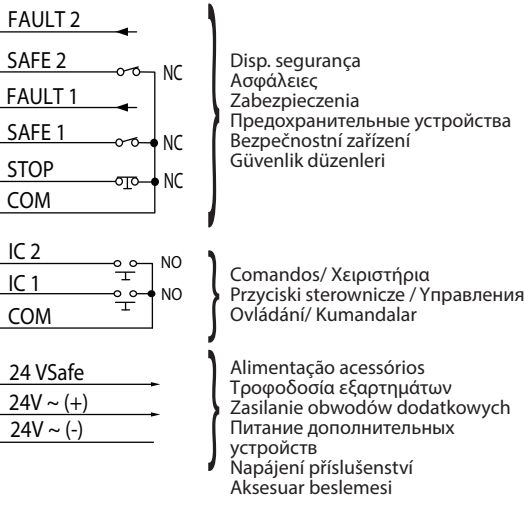 FAULT 2
SAFE 2
NC
FAULT 1
SAFE 1
NC
STOP
NC
COM
Disp. segurança
Ασφάλειες
Zabezpieczenia
Предохранительные устройства
Bezpečnostní zařízení
Güvenlik düzenleri
IC 2
NO
IC 1
NO
COM
Comandos/ Χειριστήρια
Przyciski sterownicze / Управления
Ovládání/ Kumandalar
24 VSafe
24V ~ (+)
24V ~ (-)
Alimentação acessórios
Τροφοδοσία εξαρτημάτων
Zasilanie obwodów dodatkowych
Питание дополнительных
устройств
Napájení příslušenství
Aksesuar beslemesi